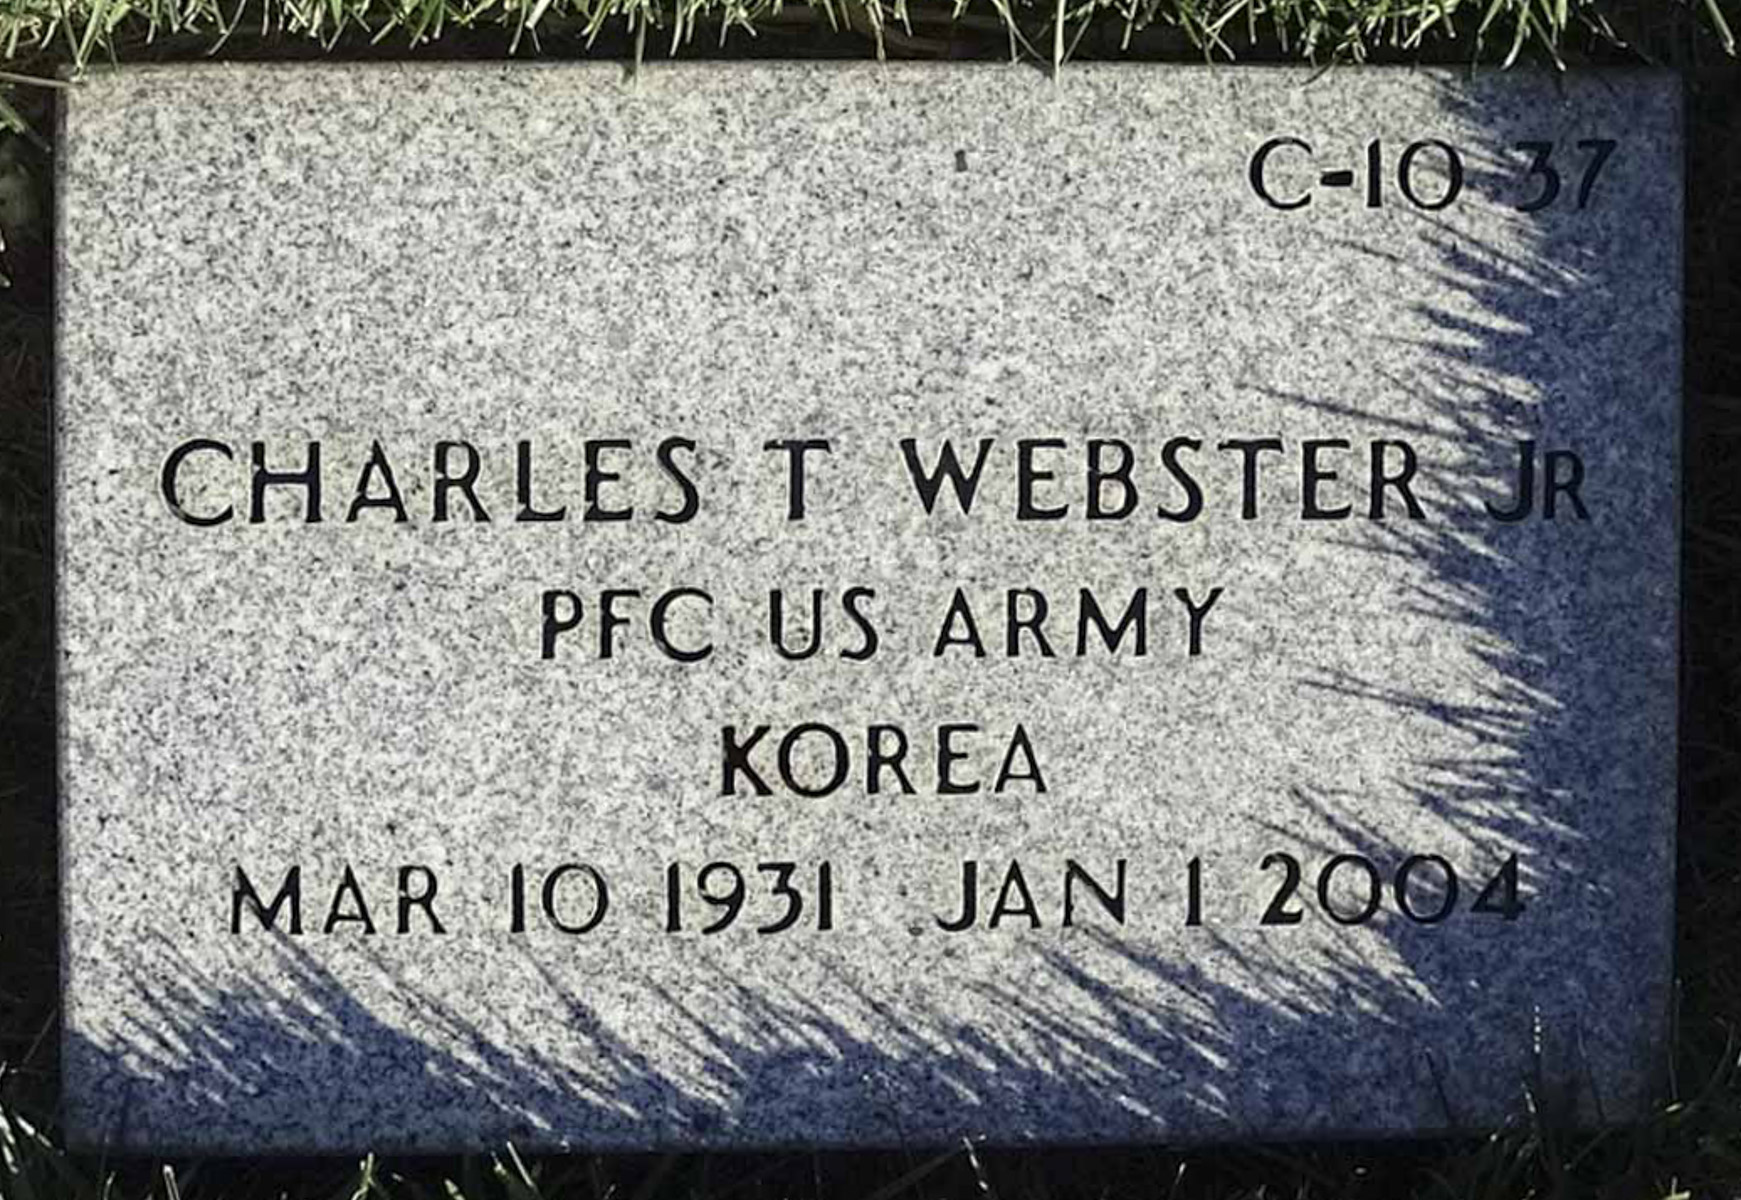 C-10 37
CHARLES T WEBSTER JR
PFC US ARMY
KOREA
MAR 10 1931 JAN 1 2004